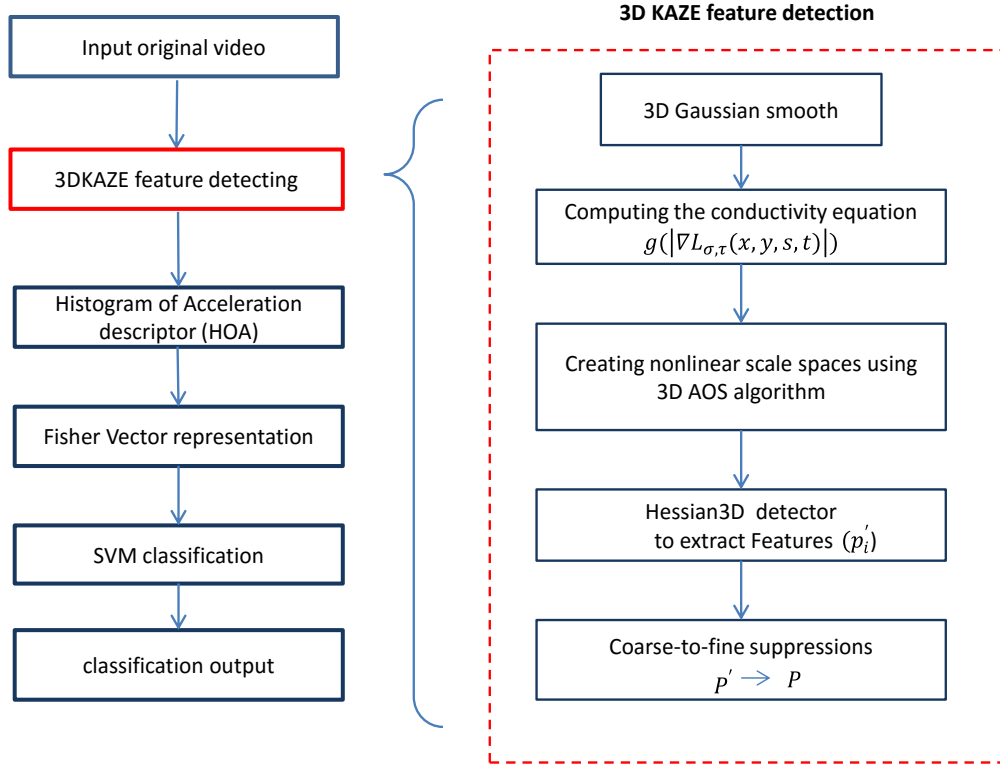 Input original video
3DKAZE feature detecting
Histogram of Acceleration
descriptor (HOA)
Fisher Vector representation
SVM classification
classification output
3D KAZE feature detection
3D Gaussian smooth
Computing the conductivity equation
g(|∇L_{σ,τ}(x, y, s, t)|)
Creating nonlinear scale spaces using
3D AOS algorithm
Hessian3D detector
to extract Features (p_i')
Coarse-to-fine suppressions
P' → P